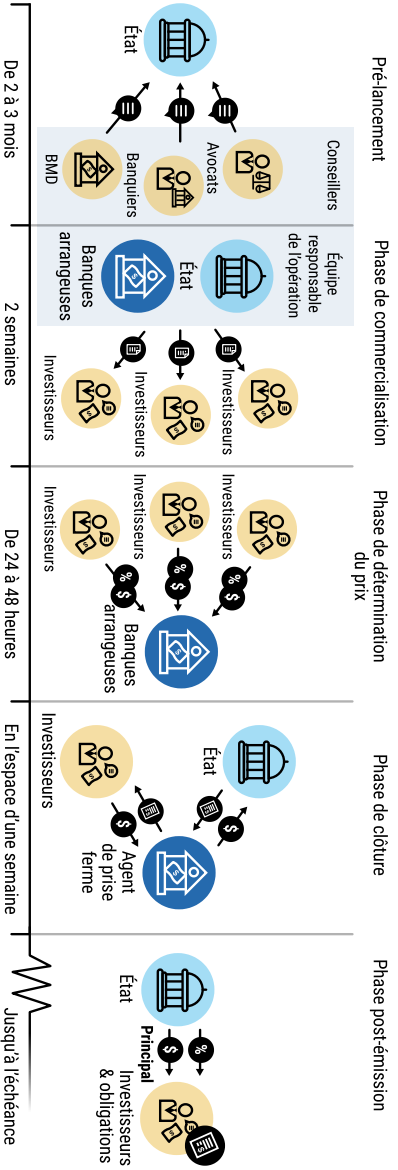 Pré-lancement
État
Conseillers
Avocats
Banquiers
BMD
De 2 à 3 mois
Phase de commercialisation
Équipe
responsable
de l'opération
État
Banques
arrangeuses
Investisseurs
Investisseurs
Investisseurs
2 semaines
Phase de détermination
du prix
Investisseurs
Investisseurs
Investisseurs
% $
% $
% $
Banques
arrangeuses
De 24 à 48 heures
Phase de clôture
État
$
$
Investisseurs
Agent
de prise
ferme
En l'espace d'une semaine
Phase post-émission
État
%
$
Principal
Investisseurs
& obligations
Jusqu'à l'échéance